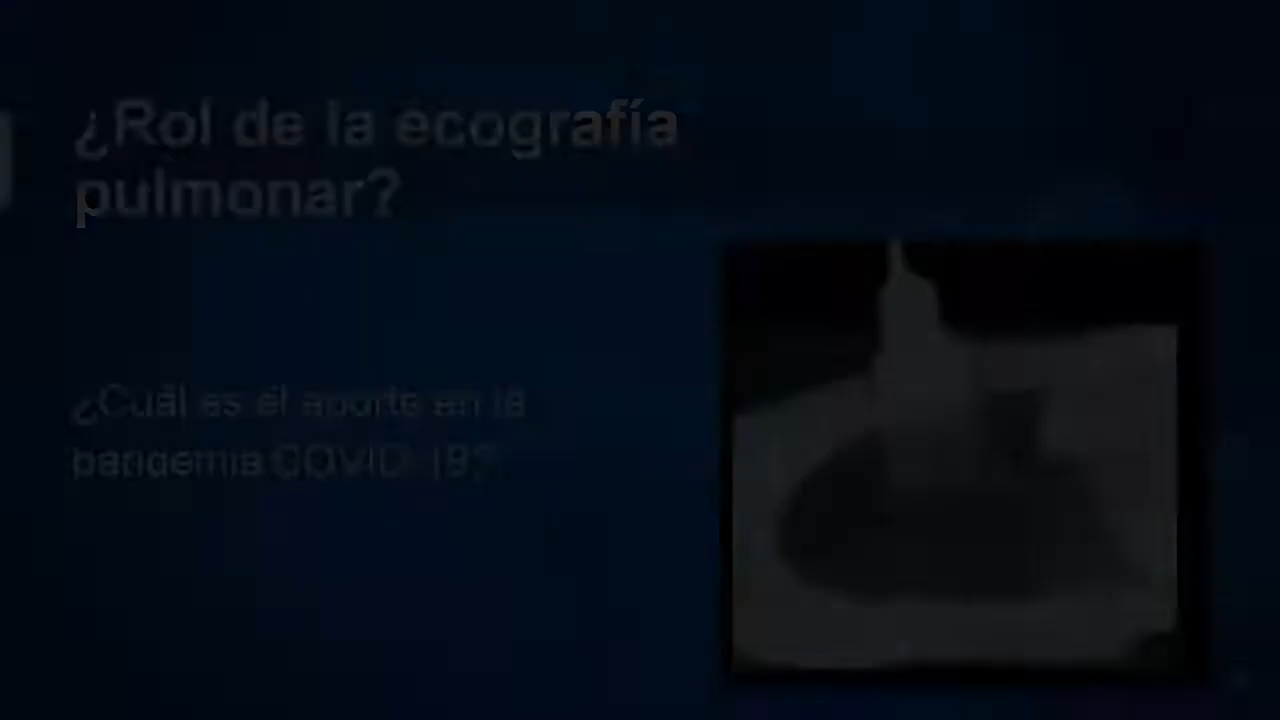 ¿Rol de la ecografía
pulmonar?
¿Cuál es el aporte en la
pandemia COVID-19?